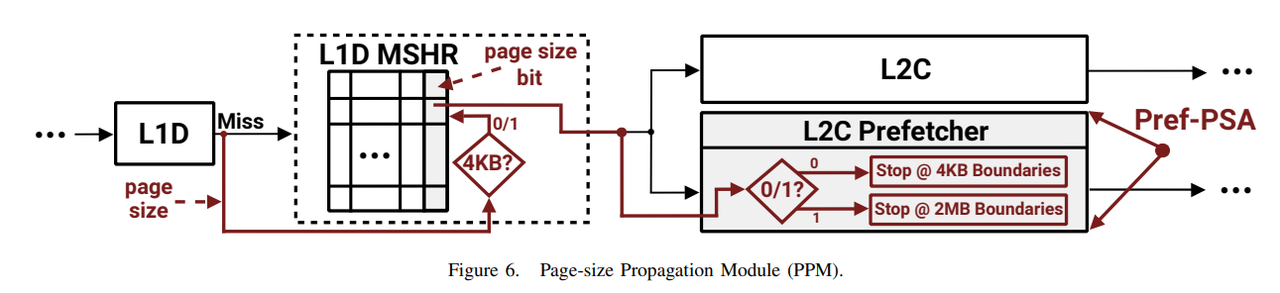 L1D MSHR
page size
bit
L2C
•••
•••
L1D
Miss
0/1
•••
4KB?
page
size
L2C Prefetcher
Pref-PSA
0/1?
0
Stop @ 4KB Boundaries
1
Stop @ 2MB Boundaries
•••
Figure 6. Page-size Propagation Module (PPM).